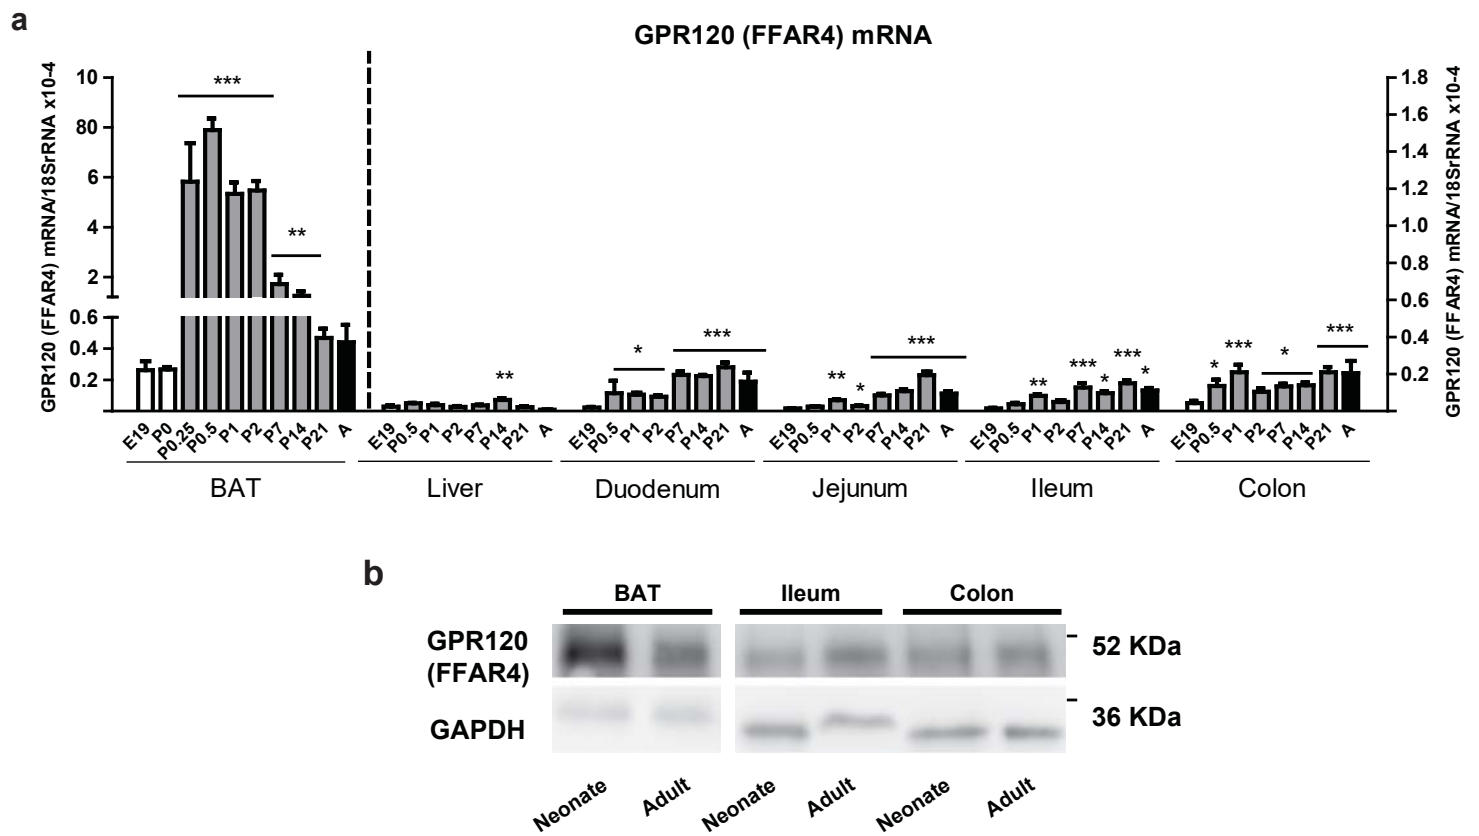 a
GPR120 (FFAR4) mRNA
GPR120 (FFAR4) mRNA/18SrRNA x10-4
10
80
6
4
2
0.6
0.4
0.2
***
**
**
*
***
**
*
***
**
***
*
***
*
*
***
*
***
1.8
1.6
1.4
1.2
1.0
0.8
0.6
0.4
0.2
GPR120 (FFAR4) mRNA/18SrRNA x10-4
E19 P0 P0.25 P0.5 P1 P2 P7 P14 P21 A
E19 P0.5 P1 P2 P7 P14 P21 A
E19 P0.5 P1 P2 P7 P14 P21 A
E19 P0.5 P1 P2 P7 P14 P21 A
E19 P0.5 P1 P2 P7 P14 P21 A
E19 P0.5 P1 P2 P7 P14 P21 A
BAT Liver Duodenum Jejunum Ileum Colon
b
BAT Ileum Colon
GPR120
(FFAR4)
52 KDa
GAPDH
36 KDa
Neonate Adult Neonate Adult Neonate Adult